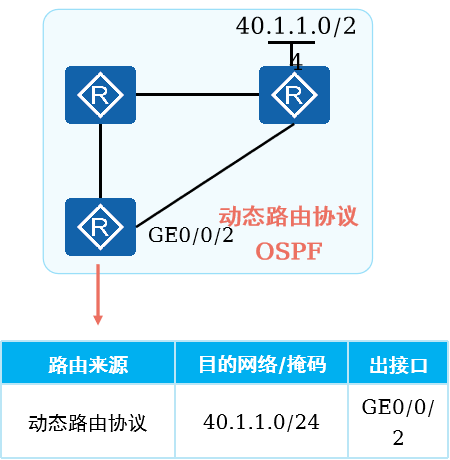 40.1.1.0/2
4
R
R
R
动态路由协议
GE0/0/2
OSPF
路由来源 目的网络/掩码 出接口
动态路由协议 40.1.1.0/24 GE0/0/
2